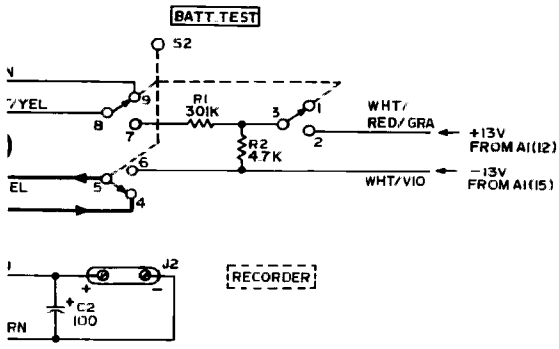 BATT.TEST
S2
N
9
T/YEL
8
7
R1
301K
3
1
2
WHT/
RED/GRA
+13V
FROM A1(12)
R2
4.7K
6
5
4
EL
WHT/VIO
-13V
FROM A1(15)
J2
+
-
RECORDER
+
C2
100
RN